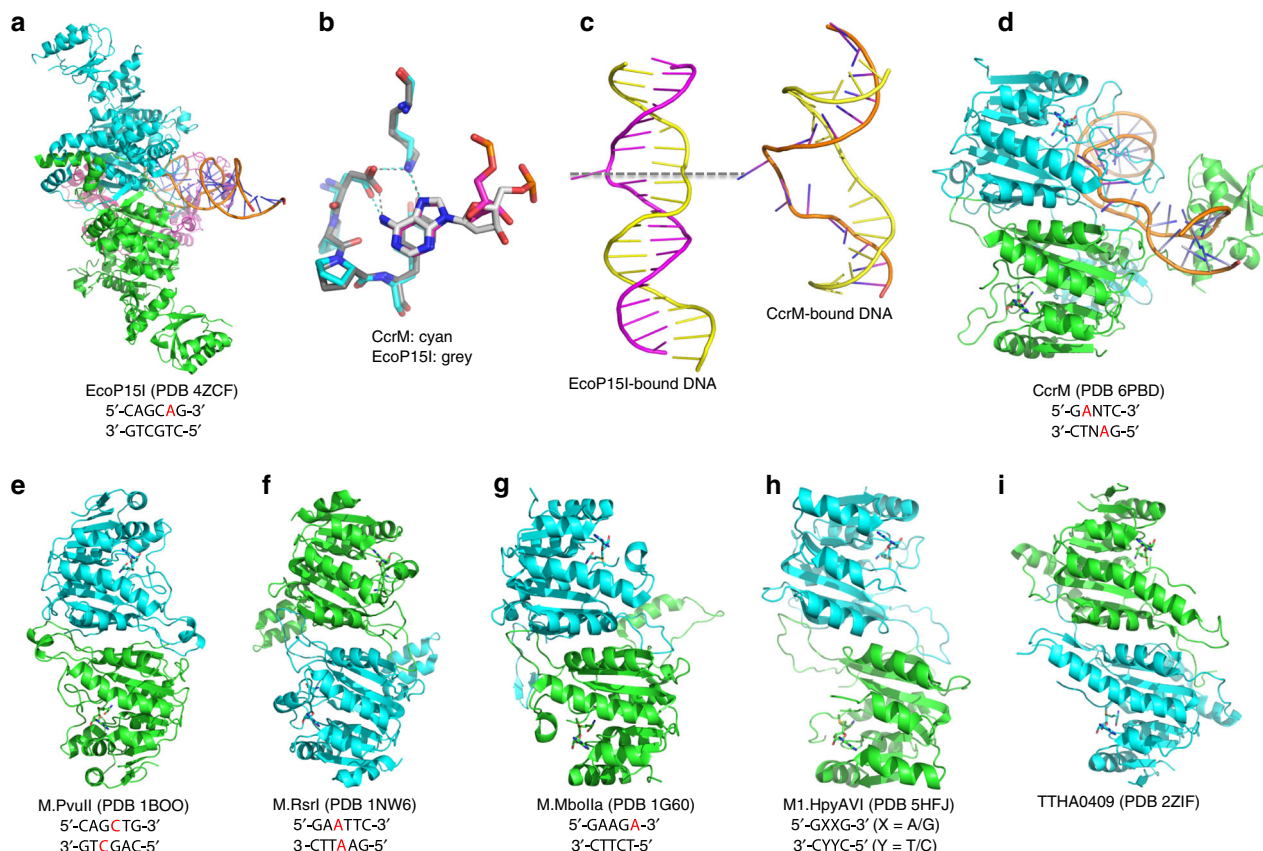 a
b
c
d
CcrM: cyan
EcoP15I: grey
CcrM-bound DNA
EcoP15I-bound DNA
EcoP15I (PDB 4ZCF)
5′-CAGCAG-3′
3′-GTCGTC-5′
CcrM (PDB 6PBD)
5′-GANTC-3′
3′-CTNAG-5′
e
f
g
h
i
M.PvuII (PDB 1BOO)
5′-CAGCTG-3′
3′-GTCGAC-5′
M.RsrI (PDB 1NW6)
5′-GAATTC-3′
3-CTTAAG-5′
M.MboIIa (PDB 1G60)
5′-GAAGA-3′
3′-CTTCT-5′
M1.HpyAVI (PDB 5HFJ)
5′-GXXG-3′ (X = A/G)
3′-CYYC-5′ (Y = T/C)
TTHA0409 (PDB 2ZIF)